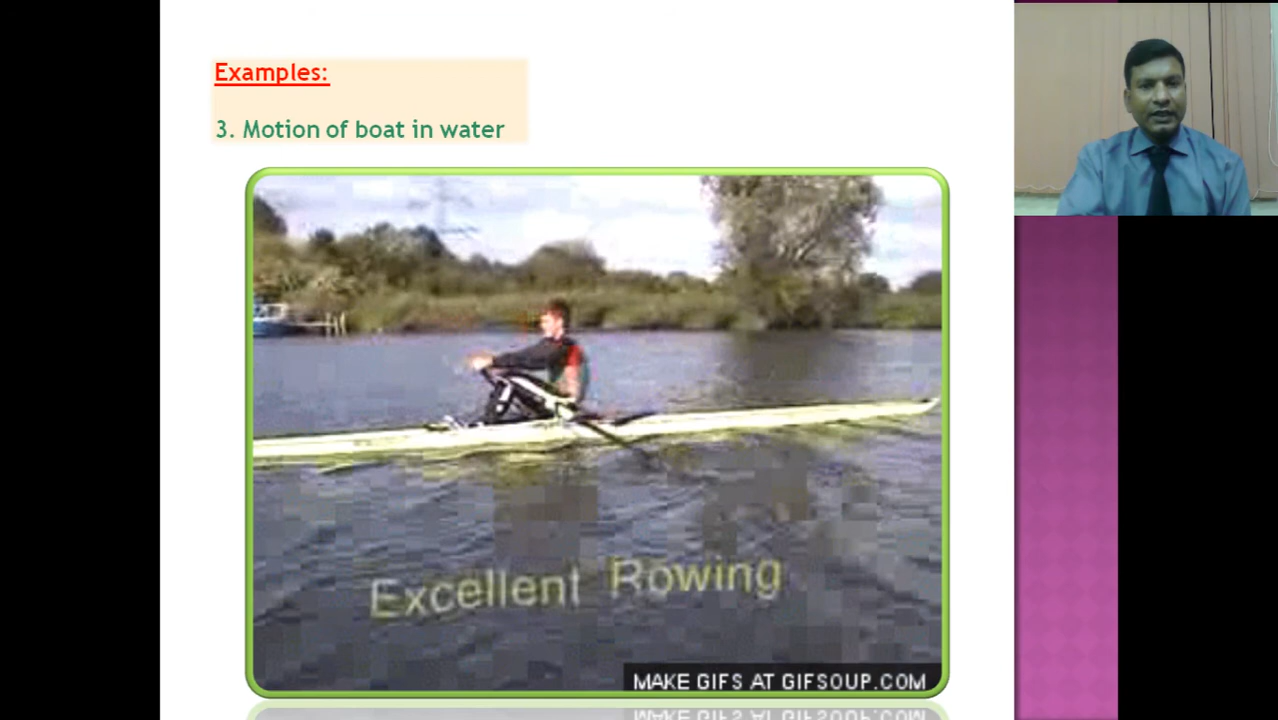 Examples:
3. Motion of boat in water
Excellent Rowing
MAKE GIFS AT GIFSOUP.COM